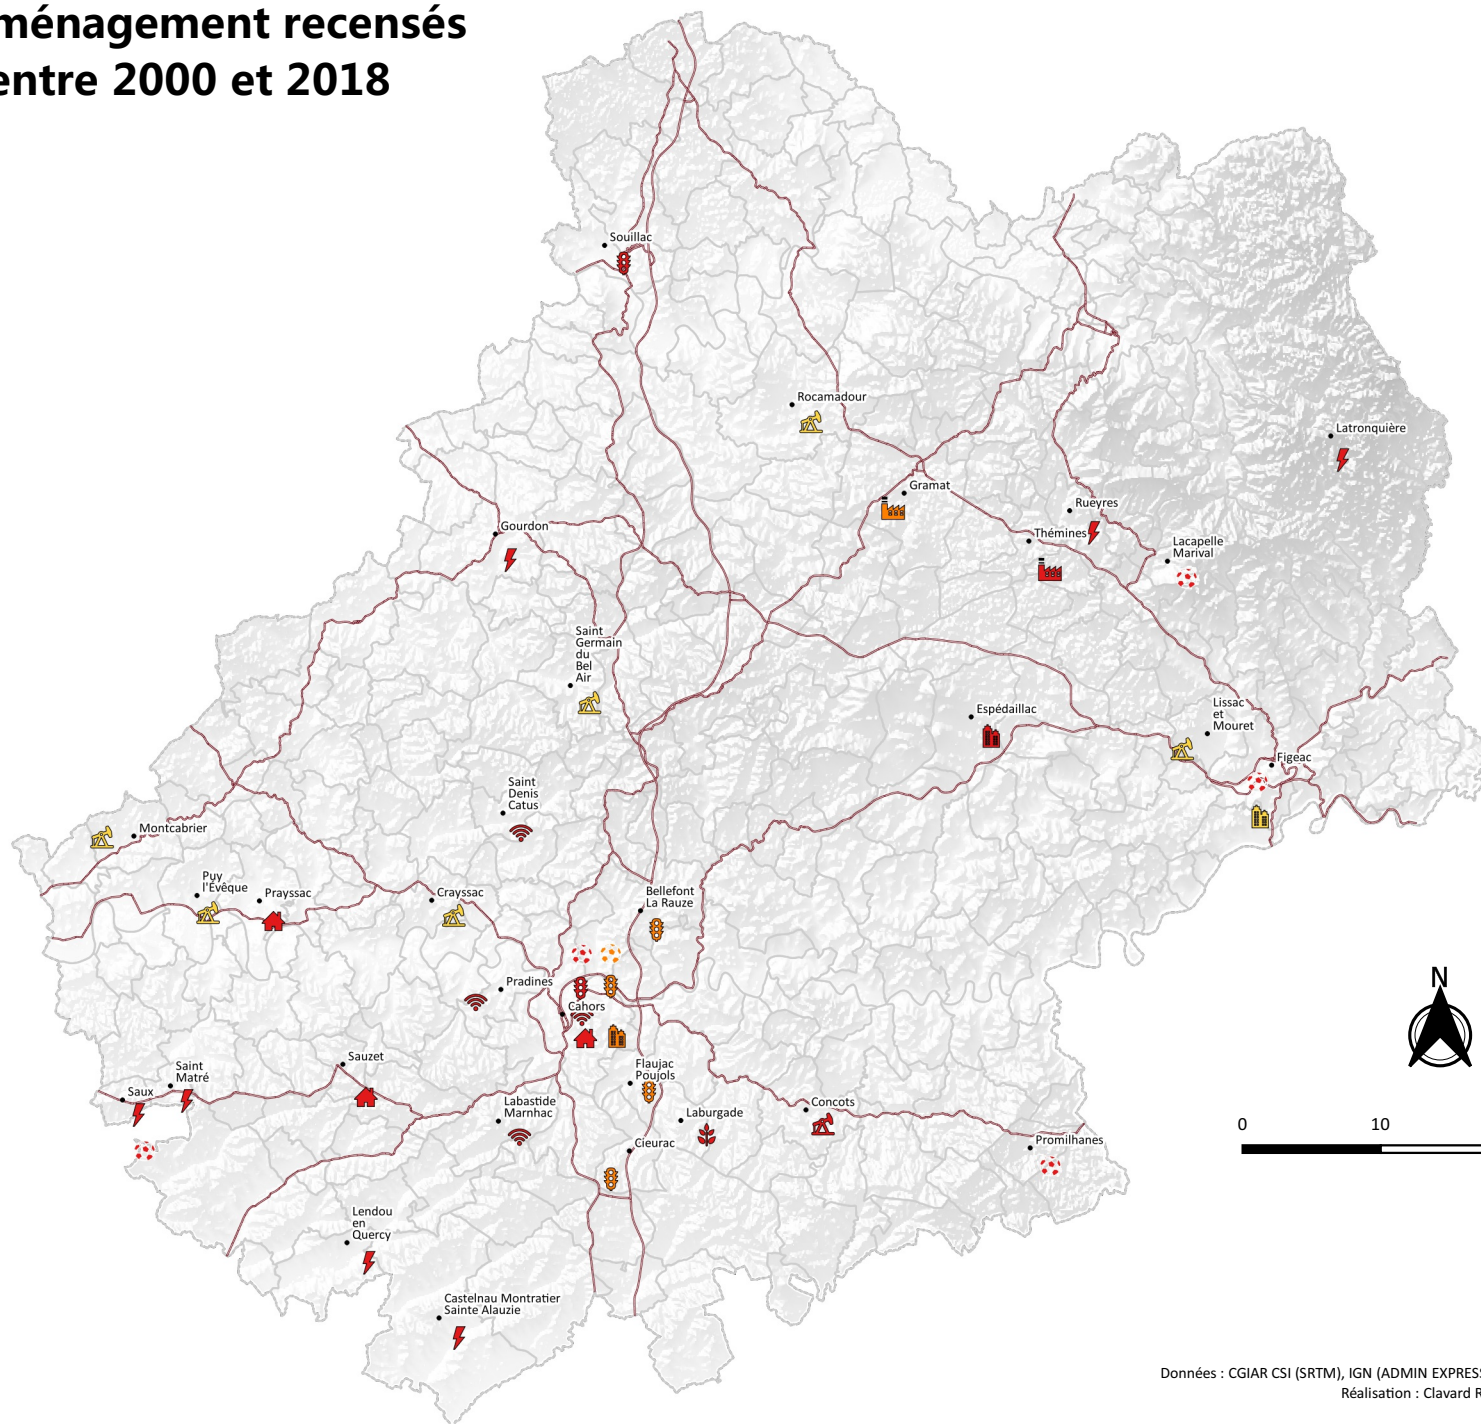 ménagement recensés
entre 2000 et 2018
Souillac
Rocamadour
Latronquière
Gramat
Rueyres
Gourdon
Thémines
Lacapelle
Marival
Saint
Germain
du
Bel
Air
Espédaillac
Lissac
et
Mouret
Figeac
Saint
Denis
Catus
Montcabrier
Puy
l'Evêque
Prayssac
Crayssac
Bellefont
La Rauze
Pradines
Cahors
N
Sauzet
Saint
Matré
Saux
Flaujac
Poujols
Labastide
Marnhac
Laburgade
Concots
Cieurac
Promilhanes
0
10
Lendou
en
Quercy
Castelnau Montratier
Sainte Alauzie
Données : CGIAR CSI (SRTM), IGN (ADMIN EXPRESS
Réalisation : Clavard R